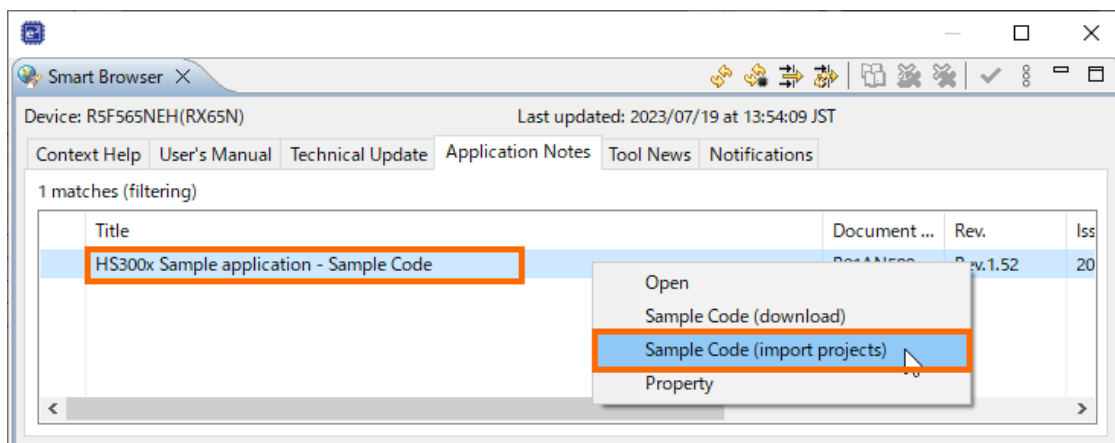 Smart Browser
Device: R5F565NEH(RX65N) Last updated: 2023/07/19 at 13:54:09 JST
Context Help User's Manual Technical Update Application Notes Tool News Notifications
1 matches (filtering)
Title Document ... Rev. Iss
HS300x Sample application - Sample Code Rev.1.52 20
Open
Sample Code (download)
Sample Code (import projects)
Property